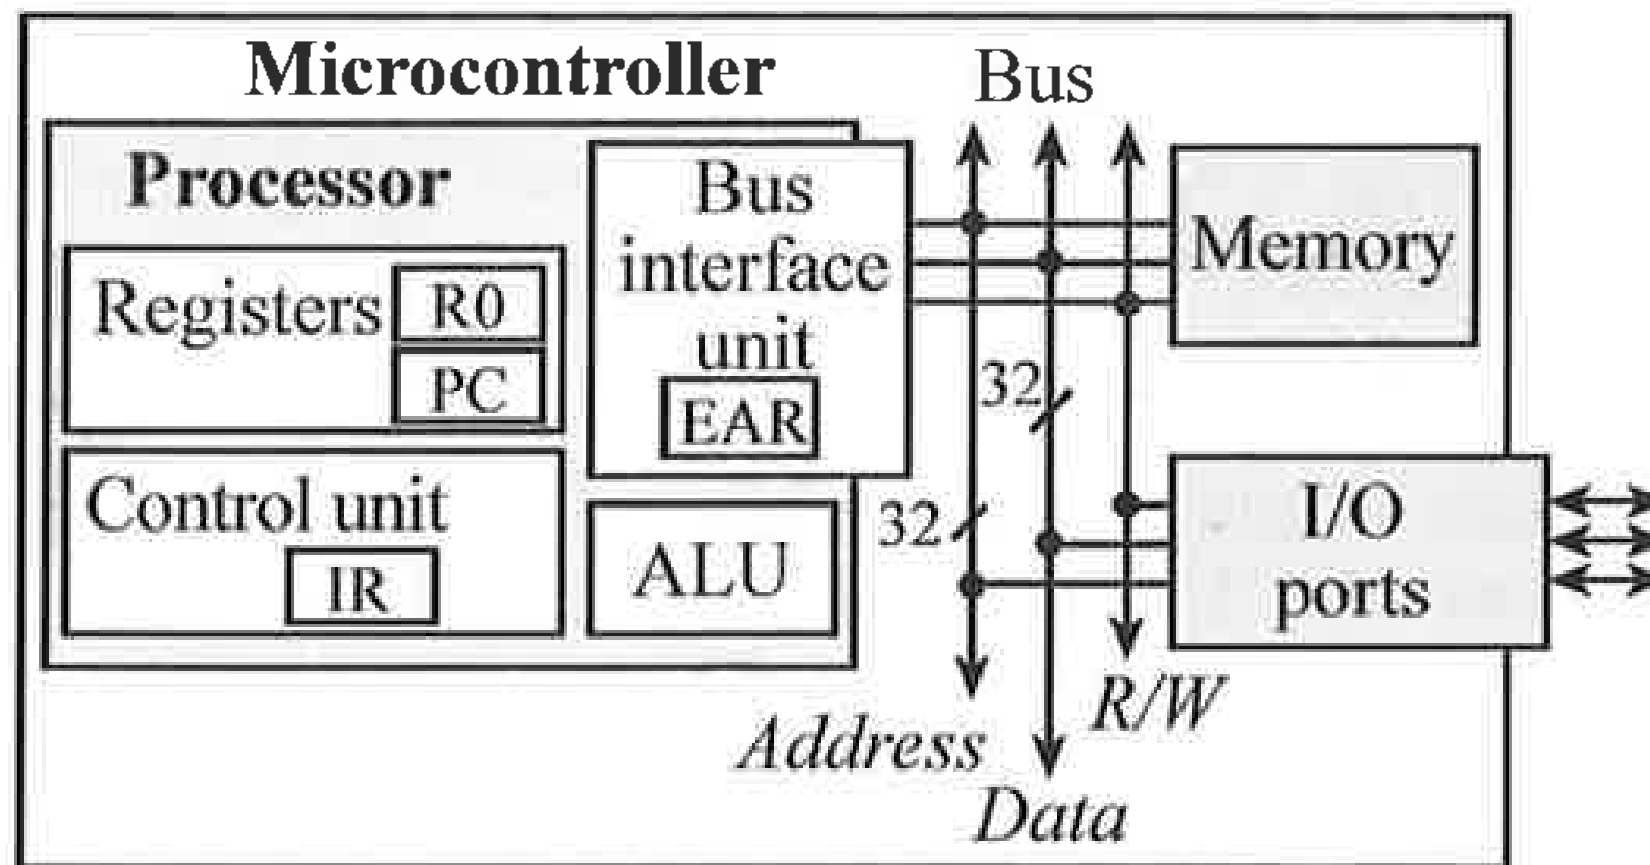 Microcontroller
Bus
Processor
Bus
interface
unit
EAR
Registers
R0
PC
Control unit
IR
ALU
Memory
32
32
I/O
ports
R/W
Address
Data